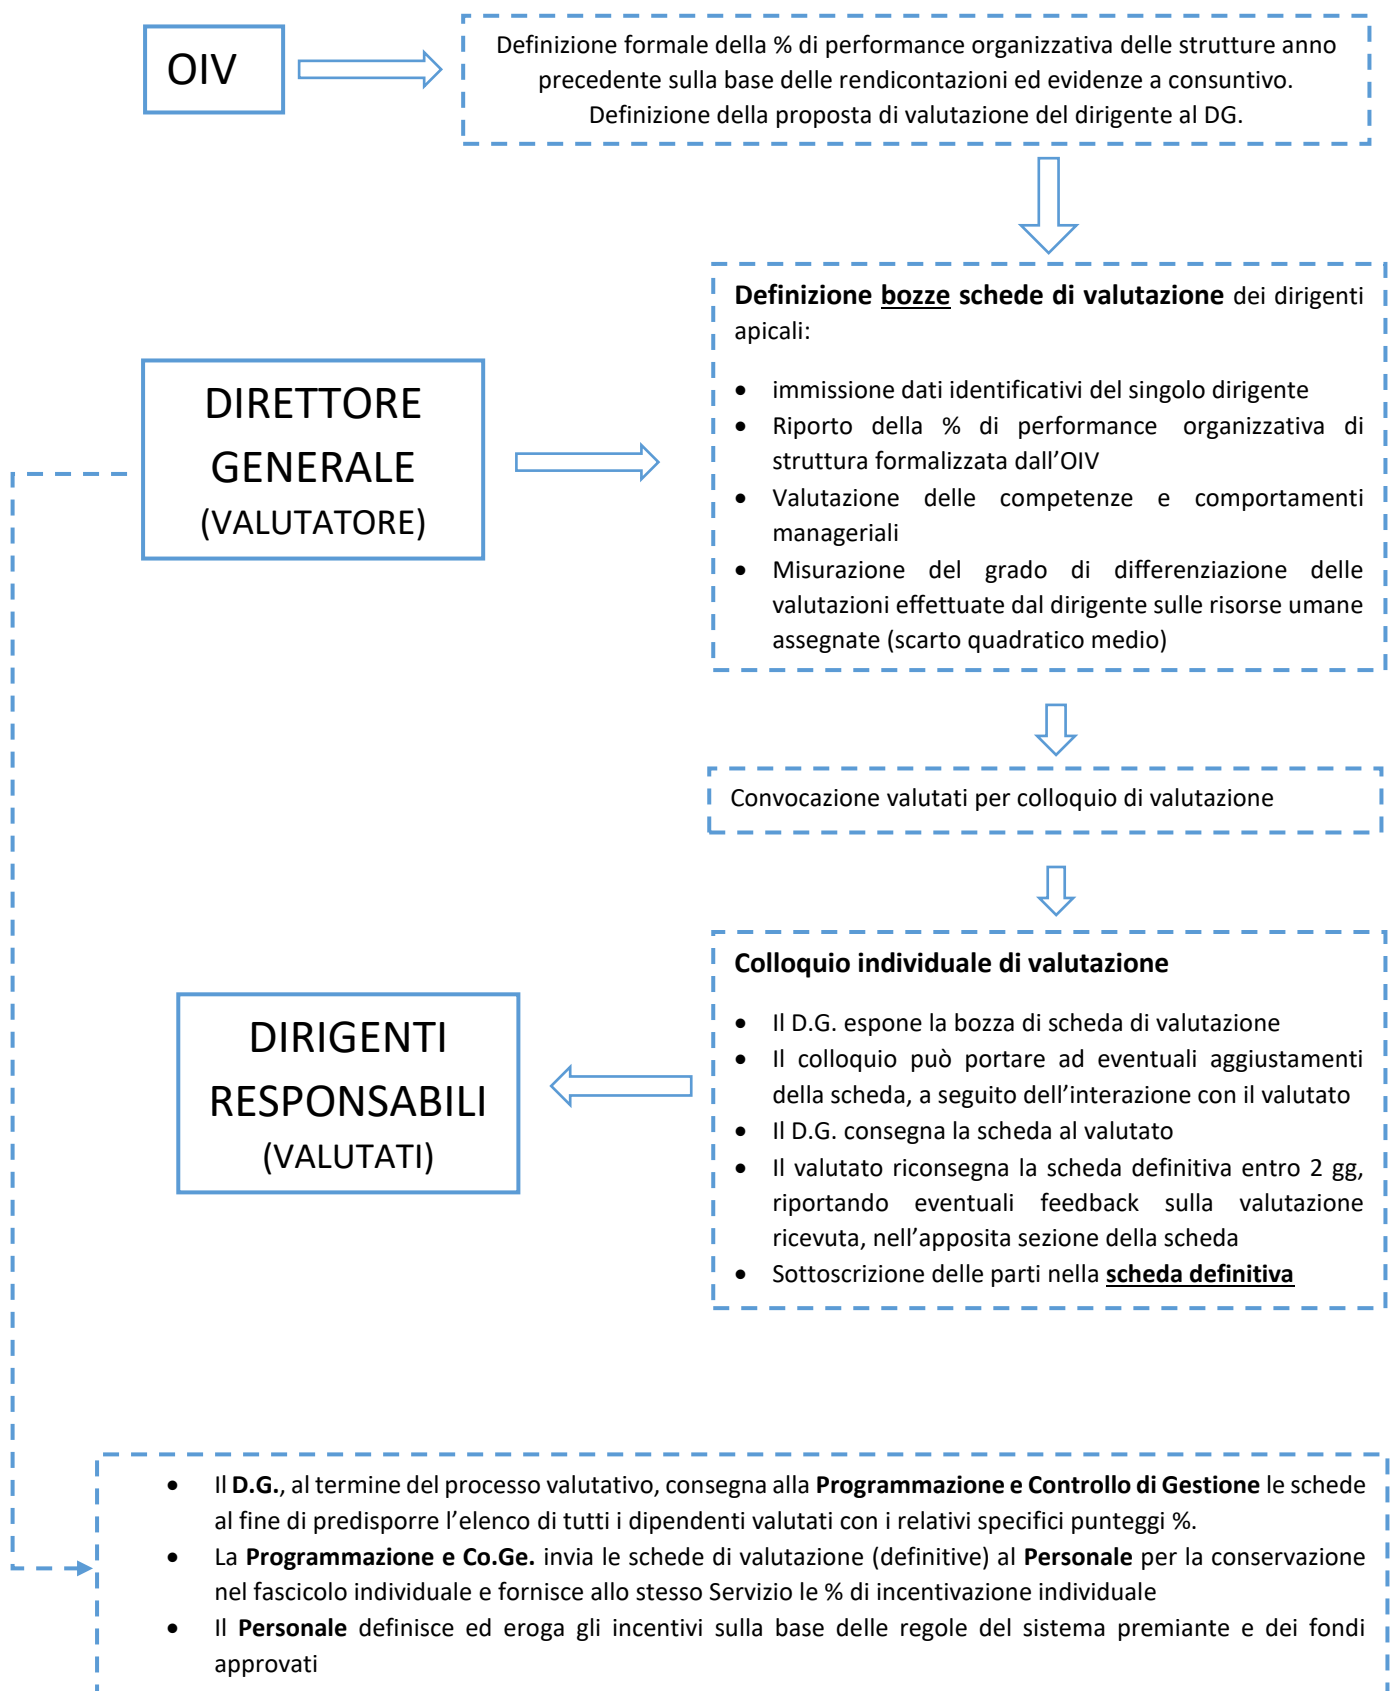 OIV
Definizione formale della % di performance organizzativa delle strutture anno
precedente sulla base delle rendicontazioni ed evidenze a consuntivo.
Definizione della proposta di valutazione del dirigente al DG.
Definizione bozze schede di valutazione dei dirigenti
apicali:
• immissione dati identificativi del singolo dirigente
• Riporto della % di performance organizzativa di
struttura formalizzata dall’OIV
• Valutazione delle competenze e comportamenti
manageriali
• Misurazione del grado di differenziazione delle
valutazioni effettuate dal dirigente sulle risorse umane
assegnate (scarto quadratico medio)
DIRETTORE
GENERALE
(VALUTATORE)
Convocazione valutati per colloquio di valutazione
Colloquio individuale di valutazione
• Il D.G. espone la bozza di scheda di valutazione
• Il colloquio può portare ad eventuali aggiustamenti
della scheda, a seguito dell’interazione con il valutato
• Il D.G. consegna la scheda al valutato
• Il valutato riconsegna la scheda definitiva entro 2 gg,
riportando eventuali feedback sulla valutazione
ricevuta, nell’apposita sezione della scheda
• Sottoscrizione delle parti nella scheda definitiva
DIRIGENTI
RESPONSABILI
(VALUTATI)
• Il D.G., al termine del processo valutativo, consegna alla Programmazione e Controllo di Gestione le schede
al fine di predisporre l’elenco di tutti i dipendenti valutati con i relativi specifici punteggi %.
• La Programmazione e Co.Ge. invia le schede di valutazione (definitive) al Personale per la conservazione
nel fascicolo individuale e fornisce allo stesso Servizio le % di incentivazione individuale
• Il Personale definisce ed eroga gli incentivi sulla base delle regole del sistema premiante e dei fondi
approvati